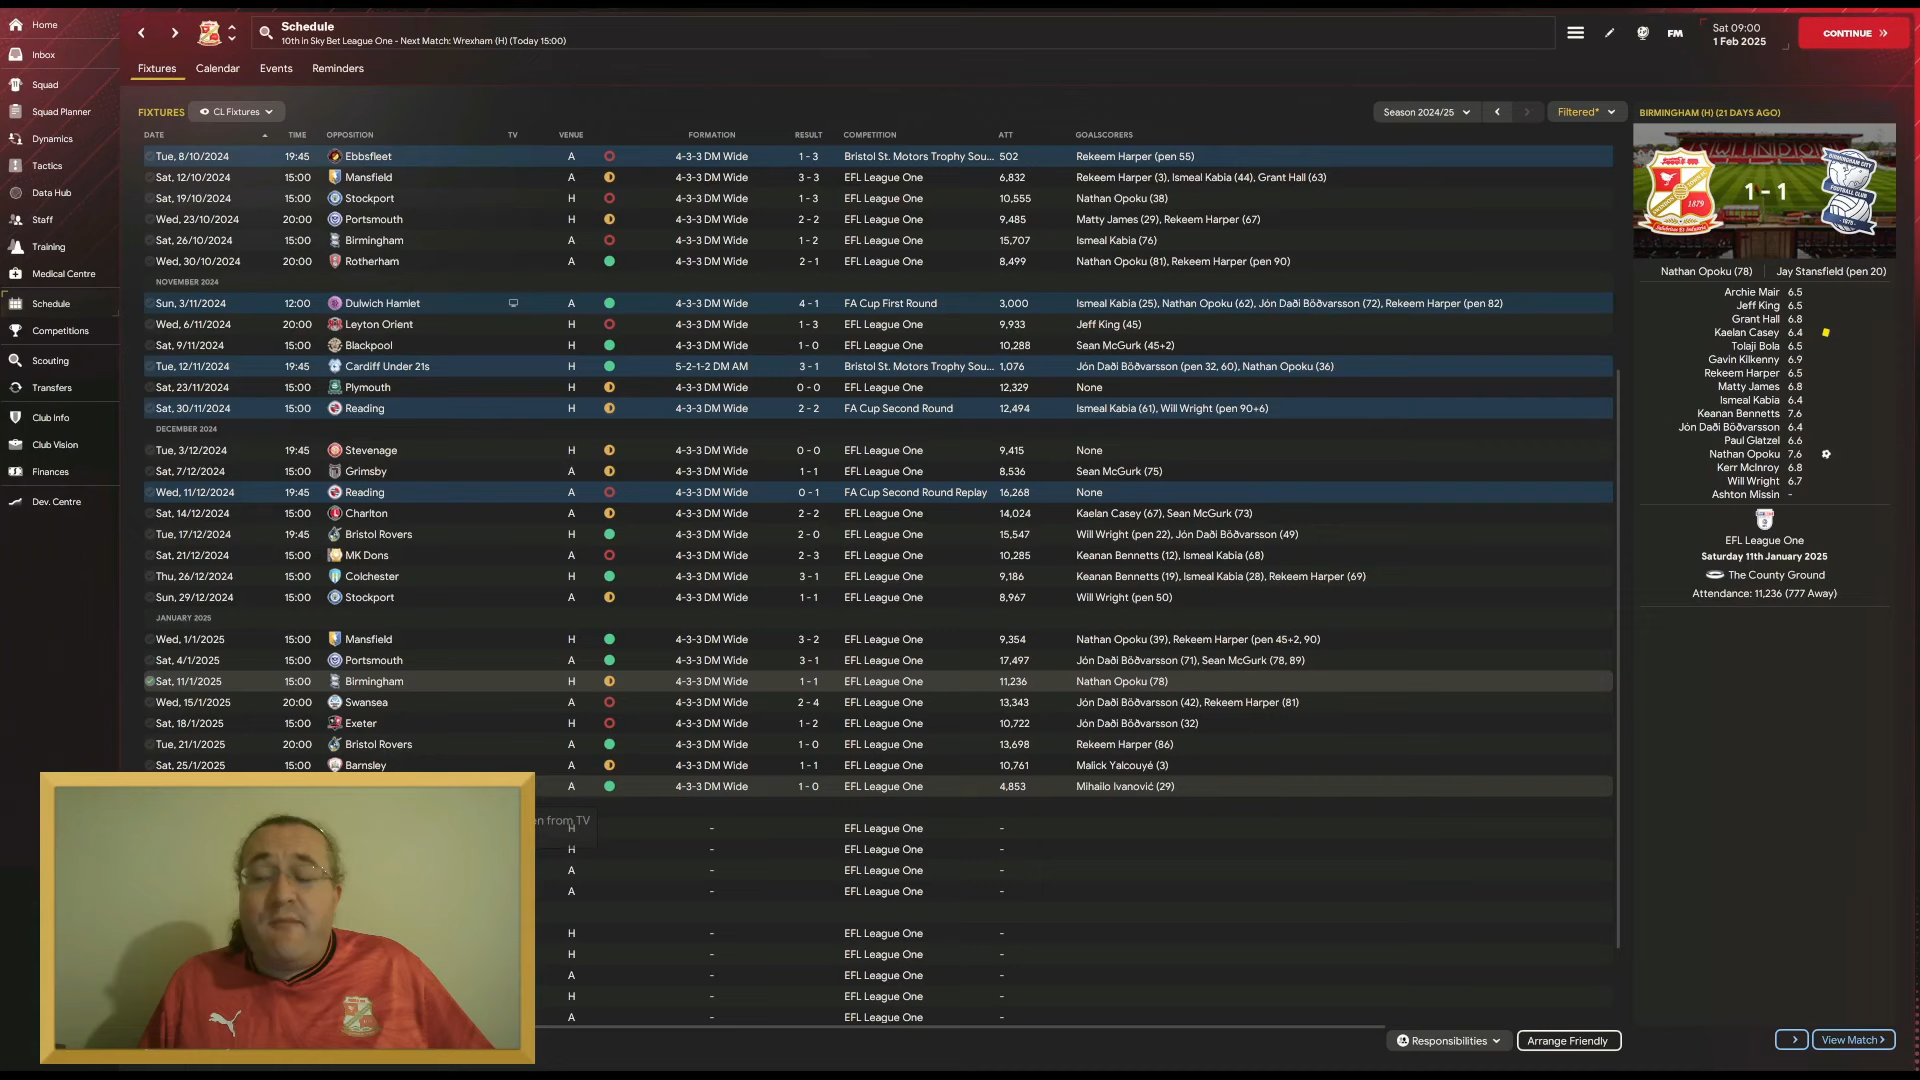 Home
Inbox
Squad
Squad Planner
Dynamics
Tactics
Data Hub
Staff
Training
Medical Centre
Schedule
Competitions
Scouting
Transfers
Club Info
Club Vision
Finances
Dev. Centre
Schedule
10th in Sky Bet League One - Next Match: Wrexham (H) (Today 15:00)
FM
Sat 09:00
1 Feb 2025
CONTINUE
Fixtures Calendar Events Reminders
FIXTURES CL Fixtures Season 2024/25 Filtered*
DATE TIME OPPOSITION TV VENUE FORMATION RESULT COMPETITION ATT GOALSCORERS
Tue, 8/10/2024 19:45 Ebbsfleet A 4-3-3 DM Wide 1 - 3 Bristol St. Motors Trophy Sou... 502 Rekeem Harper (pen 55)
Sat, 12/10/2024 15:00 Mansfield A 4-3-3 DM Wide 3 - 3 EFL League One 6,832 Rekeem Harper (3), Ismeal Kabia (44), Grant Hall (63)
Sat, 19/10/2024 15:00 Stockport H 4-3-3 DM Wide 1 - 3 EFL League One 10,555 Nathan Opoku (38)
Wed, 23/10/2024 20:00 Portsmouth H 4-3-3 DM Wide 2 - 2 EFL League One 9,485 Matty James (29), Rekeem Harper (67)
Sat, 26/10/2024 15:00 Birmingham A 4-3-3 DM Wide 1 - 2 EFL League One 15,707 Ismeal Kabia (76)
Wed, 30/10/2024 20:00 Rotherham A 4-3-3 DM Wide 2 - 1 EFL League One 8,499 Nathan Opoku (81), Rekeem Harper (pen 90)
NOVEMBER 2024
Sun, 3/11/2024 12:00 Dulwich Hamlet A 4-3-3 DM Wide 4 - 1 FA Cup First Round 3,000 Ismeal Kabia (25), Nathan Opoku (62), Jón Daði Böðvarsson (72), Rekeem Harper (pen 82)
Wed, 6/11/2024 20:00 Leyton Orient H 4-3-3 DM Wide 1 - 3 EFL League One 9,933 Jeff King (45)
Sat, 9/11/2024 15:00 Blackpool H 4-3-3 DM Wide 1 - 0 EFL League One 10,288 Sean McGurk (45+2)
Tue, 12/11/2024 19:45 Cardiff Under 21s H 5-2-1-2 DM AM 3 - 1 Bristol St. Motors Trophy Sou... 1,076 Jón Daði Böðvarsson (pen 32, 60), Nathan Opoku (36)
Sat, 23/11/2024 15:00 Plymouth H 4-3-3 DM Wide 0 - 0 EFL League One 12,329 None
Sat, 30/11/2024 15:00 Reading H 4-3-3 DM Wide 2 - 2 FA Cup Second Round 12,494 Ismeal Kabia (61), Will Wright (pen 90+6)
DECEMBER 2024
Tue, 3/12/2024 19:45 Stevenage H 4-3-3 DM Wide 0 - 0 EFL League One 9,415 None
Sat, 7/12/2024 15:00 Grimsby A 4-3-3 DM Wide 1 - 1 EFL League One 8,536 Sean McGurk (75)
Wed, 11/12/2024 19:45 Reading A 4-3-3 DM Wide 0 - 1 FA Cup Second Round Replay 16,268 None
Sat, 14/12/2024 15:00 Charlton A 4-3-3 DM Wide 2 - 2 EFL League One 14,024 Kaelan Casey (67), Sean McGurk (73)
Tue, 17/12/2024 19:45 Bristol Rovers H 4-3-3 DM Wide 2 - 0 EFL League One 15,547 Will Wright (pen 22), Jón Daði Böðvarsson (49)
Sat, 21/12/2024 15:00 MK Dons A 4-3-3 DM Wide 2 - 3 EFL League One 10,285 Keanan Bennetts (12), Ismeal Kabia (68)
Thu, 26/12/2024 15:00 Colchester H 4-3-3 DM Wide 3 - 1 EFL League One 9,186 Keanan Bennetts (19), Ismeal Kabia (28), Rekeem Harper (69)
Sun, 29/12/2024 15:00 Stockport A 4-3-3 DM Wide 1 - 1 EFL League One 8,967 Will Wright (pen 50)
JANUARY 2025
Wed, 1/1/2025 15:00 Mansfield H 4-3-3 DM Wide 3 - 2 EFL League One 9,354 Nathan Opoku (39), Rekeem Harper (pen 45+2, 90)
Sat, 4/1/2025 15:00 Portsmouth A 4-3-3 DM Wide 3 - 1 EFL League One 17,497 Jón Daði Böðvarsson (71), Sean McGurk (78, 89)
Sat, 11/1/2025 15:00 Birmingham H 4-3-3 DM Wide 1 - 1 EFL League One 11,236 Nathan Opoku (78)
Wed, 15/1/2025 20:00 Swansea A 4-3-3 DM Wide 2 - 4 EFL League One 13,343 Jón Daði Böðvarsson (42), Rekeem Harper (81)
Sat, 18/1/2025 15:00 Exeter H 4-3-3 DM Wide 1 - 2 EFL League One 10,722 Jón Daði Böðvarsson (32)
Tue, 21/1/2025 20:00 Bristol Rovers A 4-3-3 DM Wide 1 - 0 EFL League One 13,698 Rekeem Harper (86)
Sat, 25/1/2025 15:00 Barnsley A 4-3-3 DM Wide 1 - 1 EFL League One 10,761 Malick Yalcouyé (3)
A 4-3-3 DM Wide 1 - 0 EFL League One 4,853 Mihailo Ivanović (29)
en from TV
H - EFL League One -
H - EFL League One -
A - EFL League One -
A - EFL League One -
H - EFL League One -
H - EFL League One -
A - EFL League One -
H - EFL League One -
A - EFL League One -
Responsibilities Arrange Friendly
BIRMINGHAM (H) (21 DAYS AGO)
1879
1 - 1
Nathan Opoku (78) Jay Stansfield (pen 20)
Archie Mair 6.5
Jeff King 6.5
Grant Hall 6.8
Kaelan Casey 6.4
Tolaji Bola 6.5
Gavin Kilkenny 6.9
Rekeem Harper 6.5
Matty James 6.8
Ismeal Kabia 6.4
Keanan Bennetts 7.6
Jón Daði Böðvarsson 6.4
Paul Glatzel 6.6
Nathan Opoku 7.6
Kerr McInroy 6.8
Will Wright 6.7
Ashton Missin -
EFL League One
Saturday 11th January 2025
The County Ground
Attendance: 11,236 (777 Away)
View Match